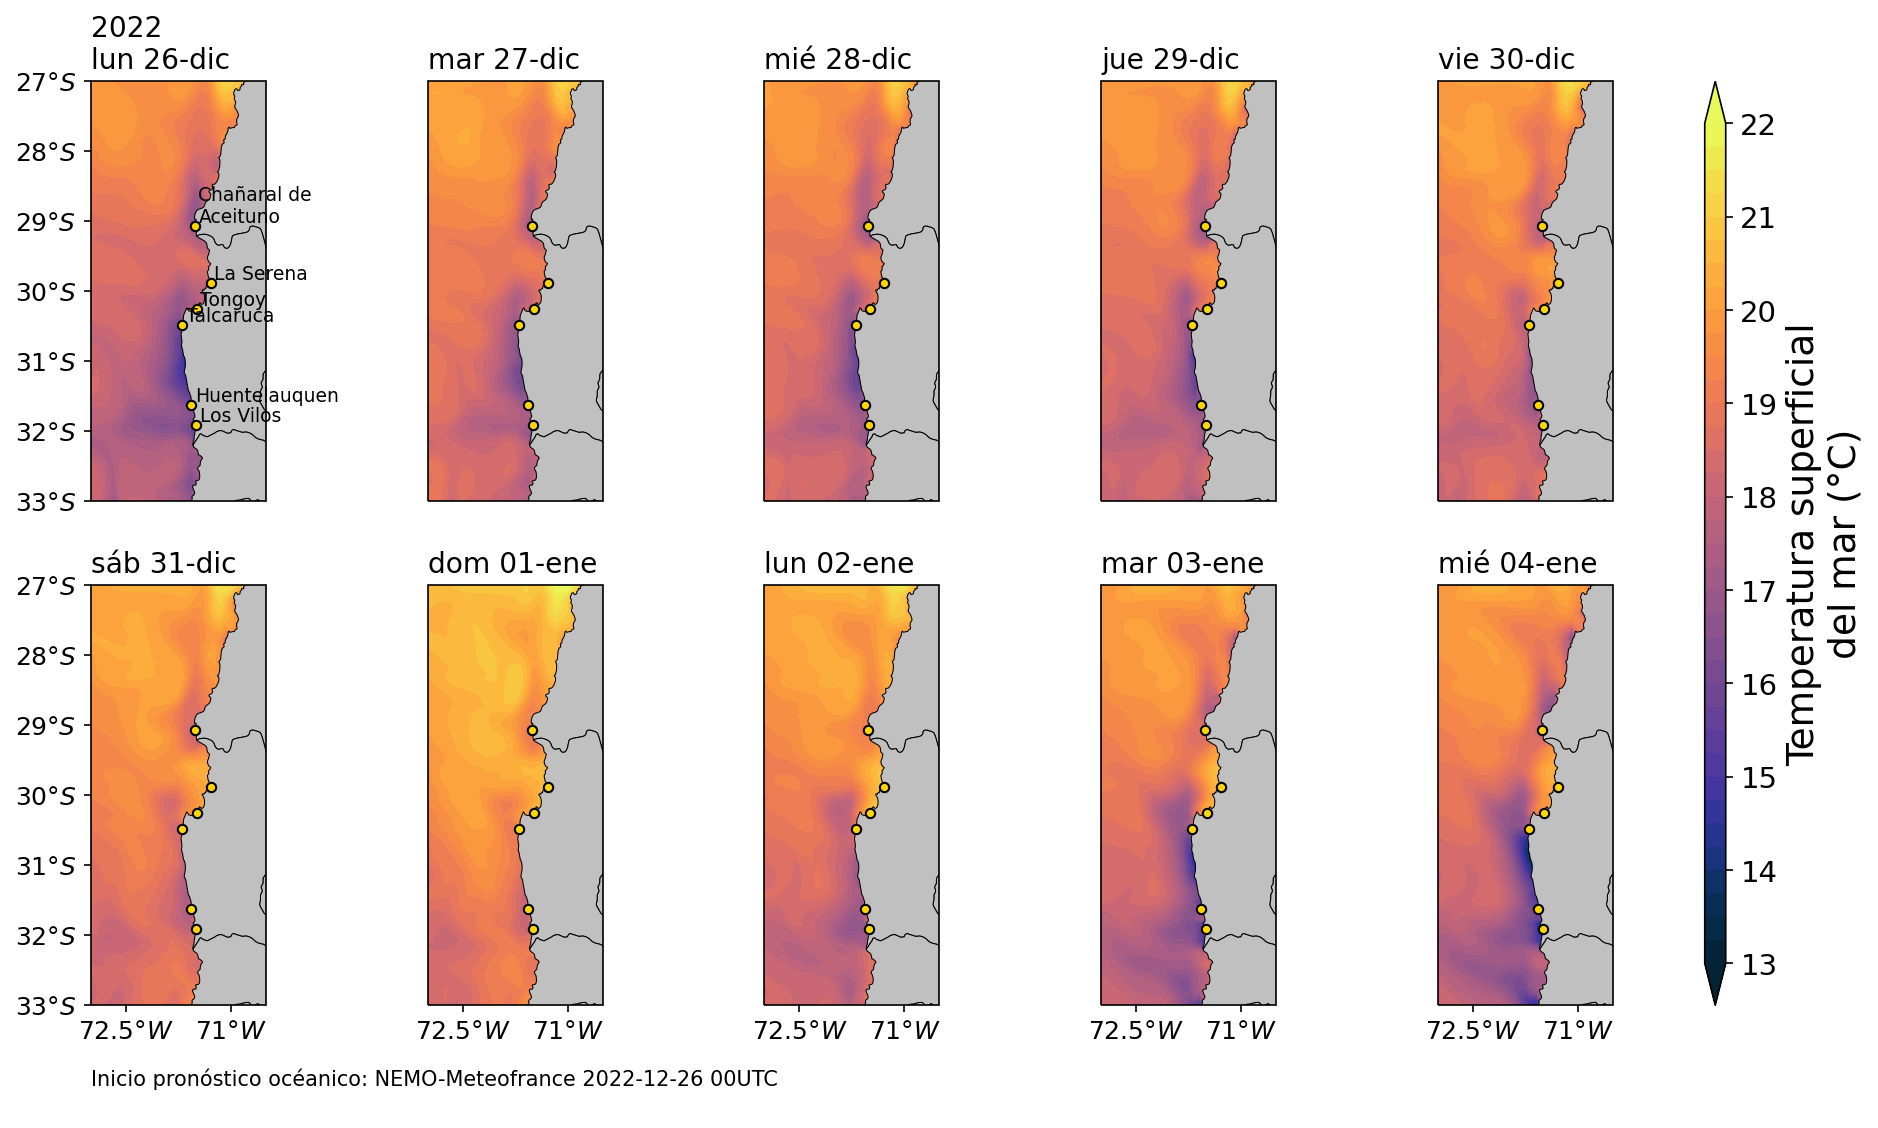 2022
lun 26-dic
mar 27-dic
mié 28-dic
jue 29-dic
vie 30-dic
27°S
28°S
29°S
30°S
31°S
32°S
33°S
Chañaral de
Aceituno
La Serena
Tongoy
Talcaruca
Huentelauquen
Los Vilos
sáb 31-dic
dom 01-ene
lun 02-ene
mar 03-ene
mié 04-ene
27°S
28°S
29°S
30°S
31°S
32°S
33°S
72.5°W 71°W
72.5°W 71°W
72.5°W 71°W
72.5°W 71°W
72.5°W 71°W
22
21
20
19
18
17
16
15
14
13
Temperatura superficial
del mar (°C)
Inicio pronóstico océanico: NEMO-Meteofrance 2022-12-26 00UTC